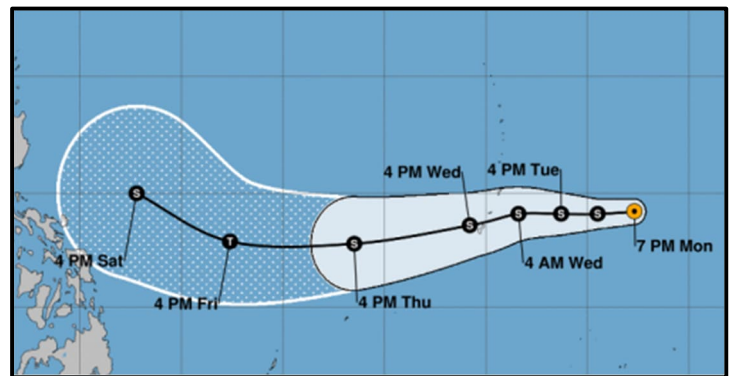 4 PM Wed
4 PM Tue
S
S
T
S
S
S
S
4 PM Sat
4 PM Fri
4 PM Thu
4 AM Wed
7 PM Mon